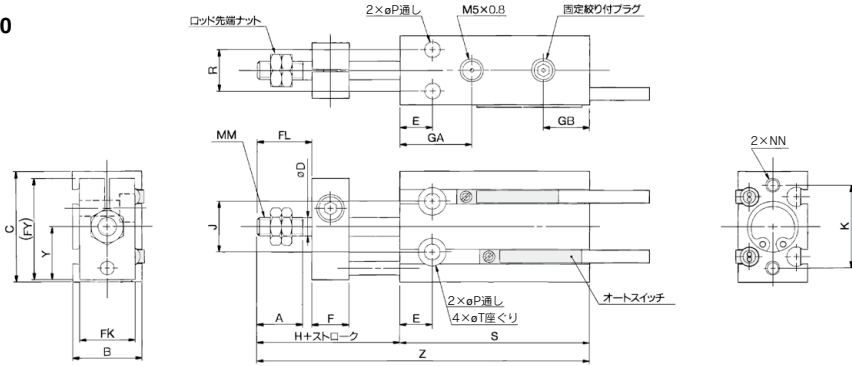 0
2×øP通し
M5×0.8
固定絞り付プラグ
ロッド先端ナット
R
E
GB
GA
MM
FL
øD
2×NN
C
(FY)
Y
J
K
A
F
E
2×øP通し
4×øT座ぐり
オートスイッチ
FK
B
H+ストローク
S
Z